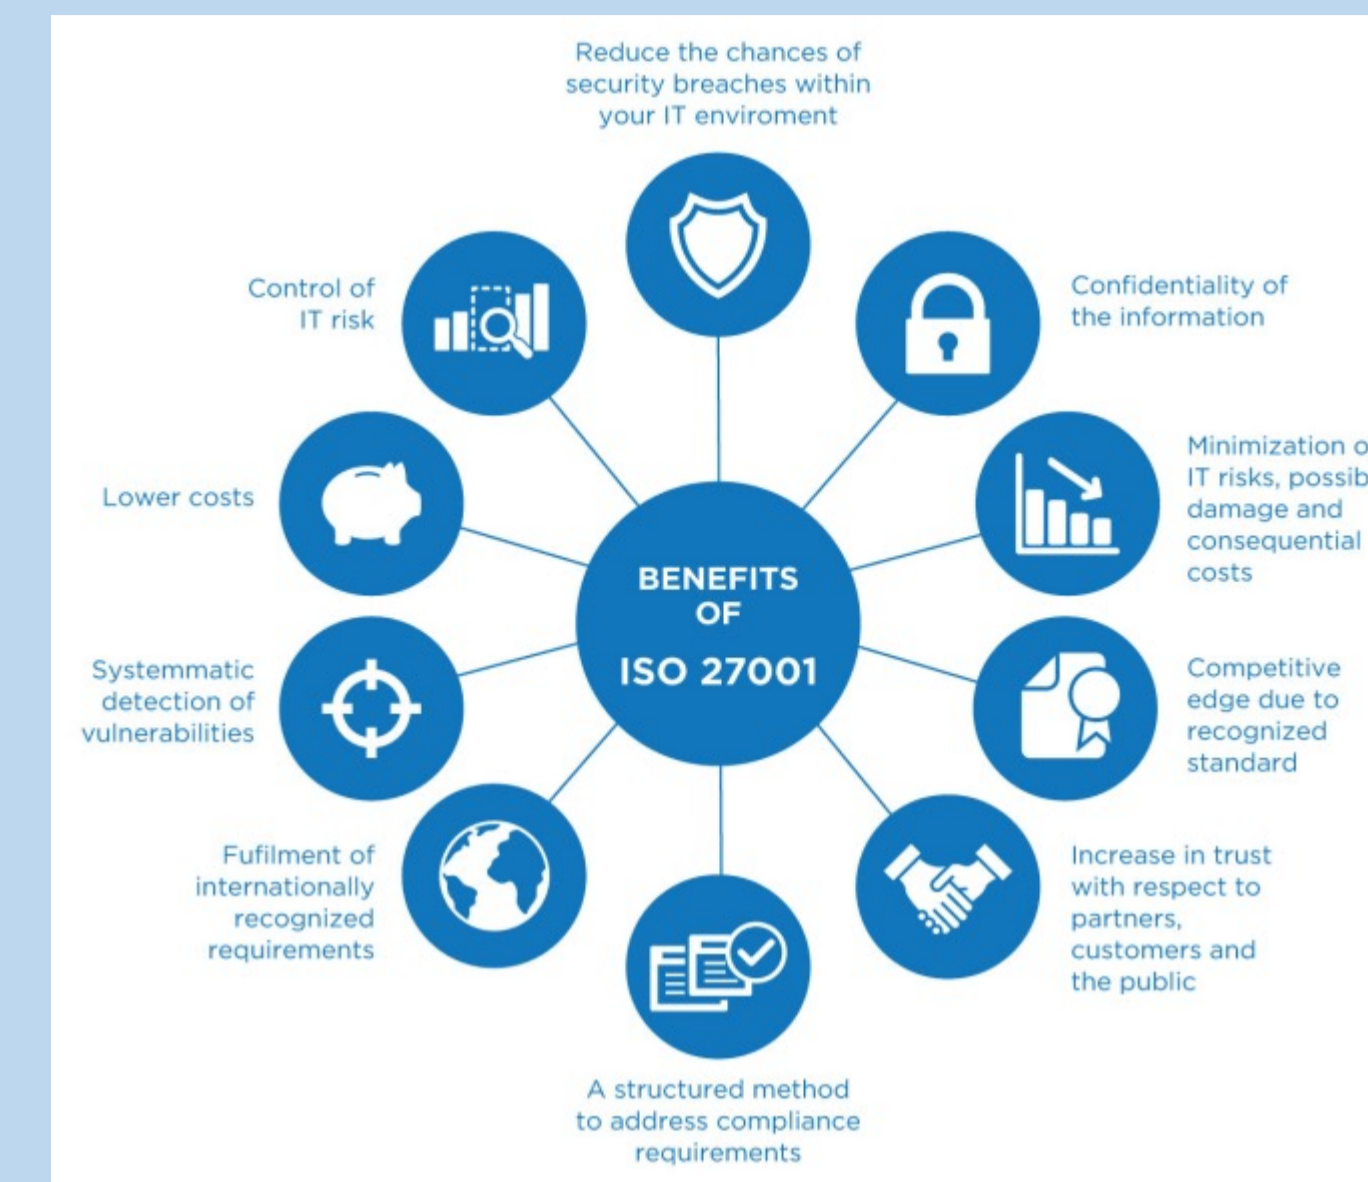 Reduce the chances of
security breaches within
your IT enviroment
Control of
IT risk
Confidentiality of
the information
Lower costs
Minimization o
IT risks, possib
damage and
consequential
costs
BENEFITS
OF
ISO 27001
Systemmatic
detection of
vulnerabilities
Competitive
edge due to
recognized
standard
Fufilment of
internationally
recognized
requirements
Increase in trust
with respect to
partners,
customers and
the public
A structured method
to address compliance
requirements